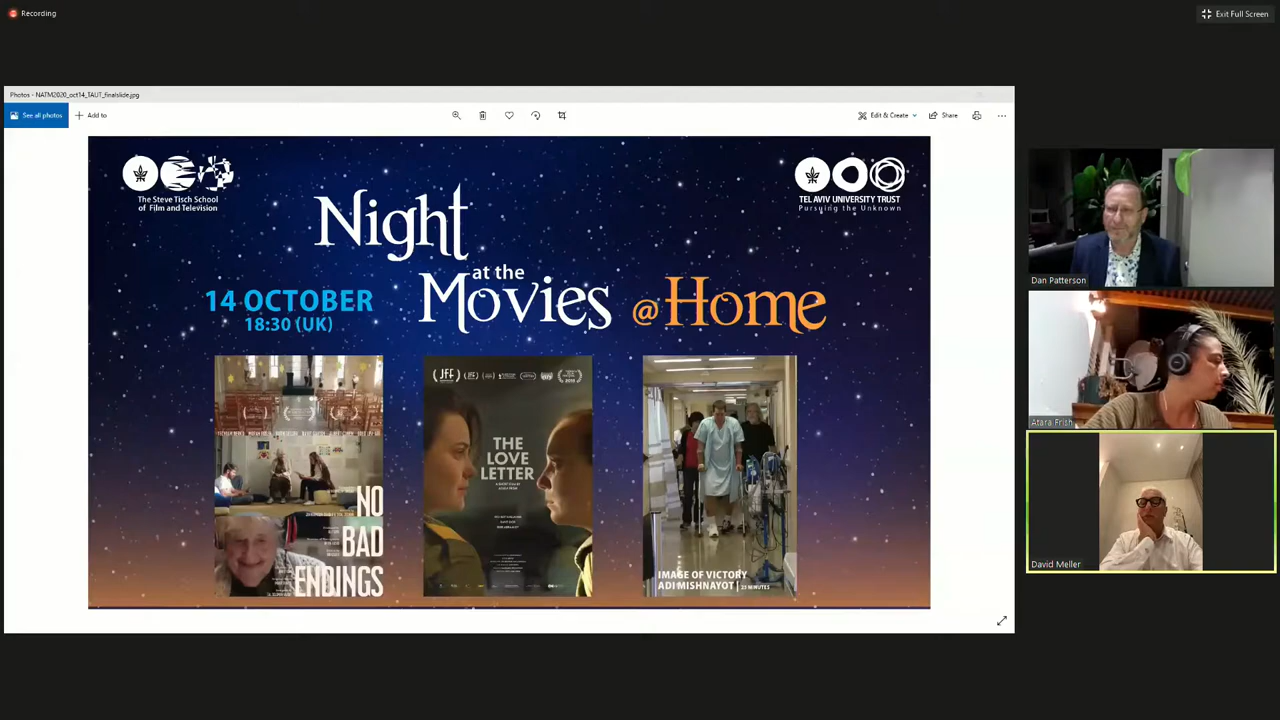 Recording
Exit Full Screen
Photos - NATM2020_oct14_TAUT_finalslide.jpg
See all photos
Add to
Edit & Create
Share
The Steve Tisch School
of Film and Television
TEL AVIV UNIVERSITY TRUST
Pursuing the Unknown
Night
at the
Movies @Home
14 OCTOBER
18:30 (UK)
NO
BAD
ENDINGS
JFF
THE
LOVE
LETTER
IMAGE OF VICTORY
ADI MISHNAYOT | 23 MINUTES
Dan Patterson
Atara Frish
David Meller